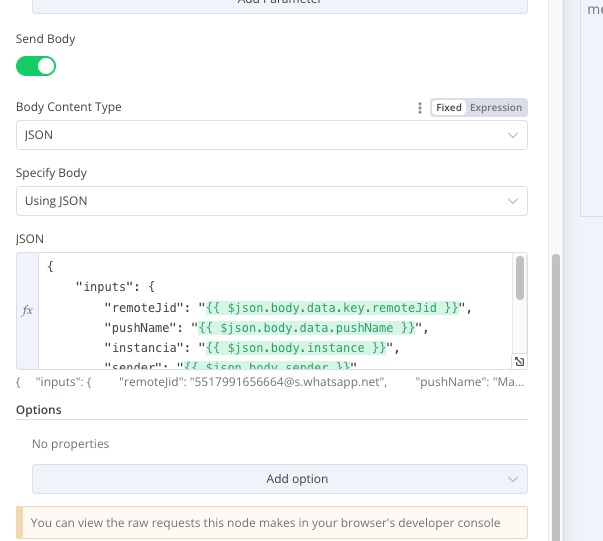 Add Parameter
me
Send Body
Body Content Type
Fixed Expression
JSON
Specify Body
Using JSON
JSON
fx
{
"inputs": {
"remoteJid": "{{ $json.body.data.key.remoteJid }}",
"pushName": "{{ $json.body.data.pushName }}",
"instancia": "{{ $json.body.instance }}",
"sender": "{{ $json.body.sender }}"
{ "inputs": { "remoteJid": "5517991656664@s.whatsapp.net", "pushName": "Ma...
Options
No properties
Add option
You can view the raw requests this node makes in your browser's developer console